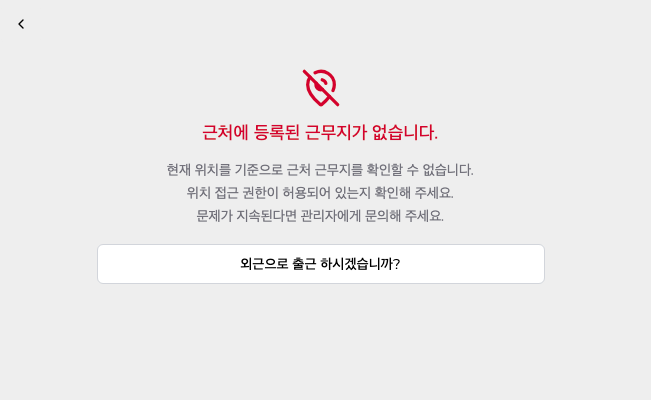 근처에 등록된 근무지가 없습니다.
현재 위치를 기준으로 근처 근무지를 확인할 수 없습니다.
위치 접근 권한이 허용되어 있는지 확인해 주세요.
문제가 지속된다면 관리자에게 문의해 주세요.
외근으로 출근 하시겠습니까?